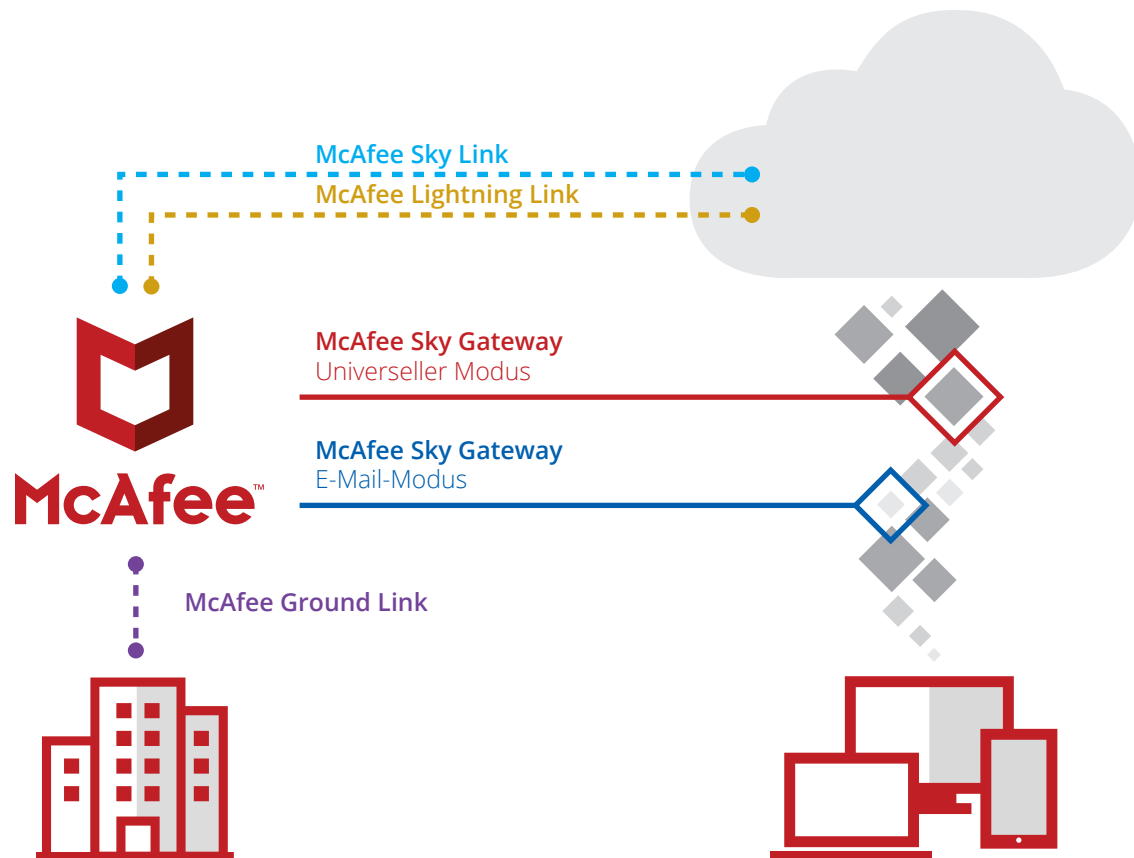 McAfee Sky Link
McAfee Lightning Link
McAfee Sky Gateway
Universeller Modus
McAfee Sky Gateway
E-Mail-Modus
McAfee™
McAfee Ground Link